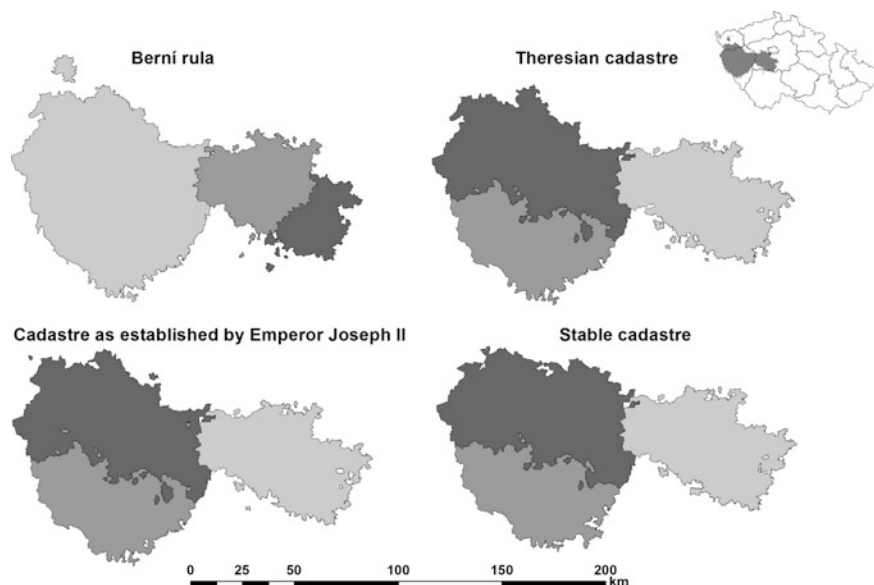 Berní rula
Theresian cadastre
Cadastre as established by Emperor Joseph II
Stable cadastre
0 25 50 100 150 200
km